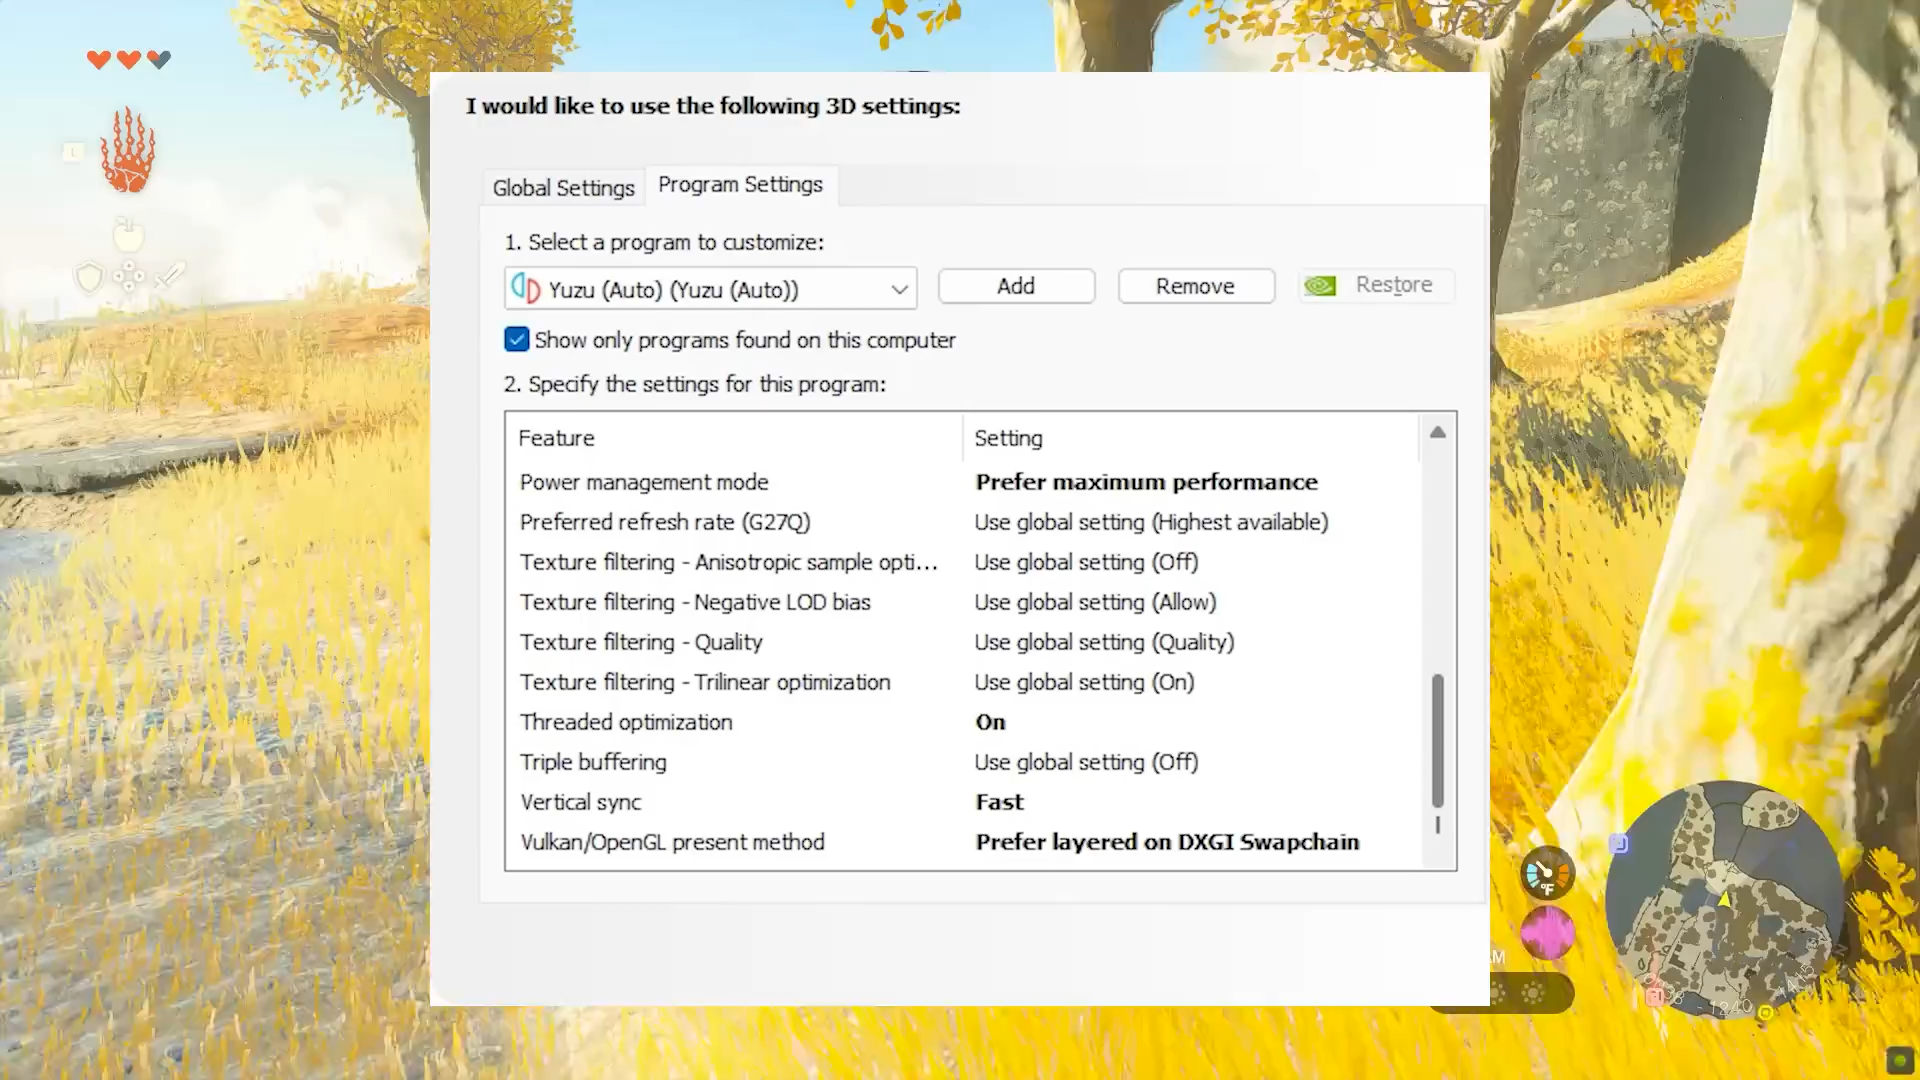 I would like to use the following 3D settings:
L
Global Settings
Program Settings
1. Select a program to customize:
Yuzu (Auto) (Yuzu (Auto))
Add
Remove
Restore
Show only programs found on this computer
2. Specify the settings for this program:
Feature
Setting
Power management mode
Prefer maximum performance
Preferred refresh rate (G27Q)
Use global setting (Highest available)
Texture filtering - Anisotropic sample opti...
Use global setting (Off)
Texture filtering - Negative LOD bias
Use global setting (Allow)
Texture filtering - Quality
Use global setting (Quality)
Texture filtering - Trilinear optimization
Use global setting (On)
Threaded optimization
On
Triple buffering
Use global setting (Off)
Vertical sync
Fast
Vulkan/OpenGL present method
Prefer layered on DXGI Swapchain
°F